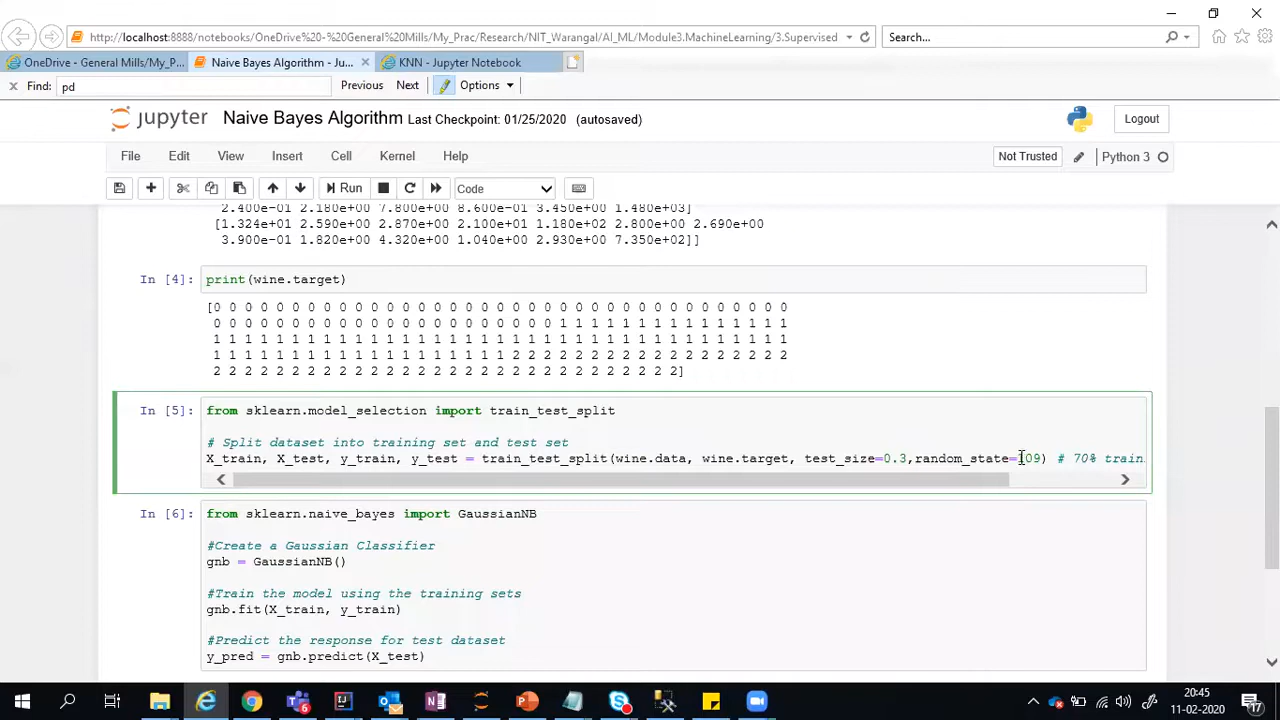 http://localhost:8888/notebooks/OneDrive%20-%20General%20Mills/My_Prac/Research/NIT_Warangal/AI_ML/Module3.MachineLearning/3.Supervised
Search...
OneDrive - General Mills/My_P...
Naive Bayes Algorithm - Ju...
KNN - Jupyter Notebook
Find: pd
Previous Next Options
jupyter Naive Bayes Algorithm Last Checkpoint: 01/25/2020 (autosaved)
Logout
File Edit View Insert Cell Kernel Help
Not Trusted Python 3
Run Code
2.400e-01 2.180e+00 7.800e+00 8.600e-01 3.450e+00 1.480e+03]
[1.324e+01 2.590e+00 2.870e+00 2.100e+01 1.180e+02 2.800e+00 2.690e+00
3.900e-01 1.820e+00 4.320e+00 1.040e+00 2.930e+00 7.350e+02]]
In [4]: print(wine.target)
[0 0 0 0 0 0 0 0 0 0 0 0 0 0 0 0 0 0 0 0 0 0 0 0 0 0 0 0 0 0 0 0 0 0 0 0 0
0 0 0 0 0 0 0 0 0 0 0 0 0 0 0 0 0 0 0 0 0 0 1 1 1 1 1 1 1 1 1 1 1 1 1 1 1
1 1 1 1 1 1 1 1 1 1 1 1 1 1 1 1 1 1 1 1 1 1 1 1 1 1 1 1 1 1 1 1 1 1 1 1 1
1 1 1 1 1 1 1 1 1 1 1 1 1 1 1 1 1 1 1 2 2 2 2 2 2 2 2 2 2 2 2 2 2 2 2 2 2
2 2 2 2 2 2 2 2 2 2 2 2 2 2 2 2 2 2 2 2 2 2 2 2 2 2 2 2 2 2]
In [5]: from sklearn.model_selection import train_test_split
# Split dataset into training set and test set
X_train, X_test, y_train, y_test = train_test_split(wine.data, wine.target, test_size=0.3,random_state=109) # 70% train
In [6]: from sklearn.naive_bayes import GaussianNB
#Create a Gaussian Classifier
gnb = GaussianNB()
#Train the model using the training sets
gnb.fit(X_train, y_train)
#Predict the response for test dataset
y_pred = gnb.predict(X_test)
20:45
11-02-2020
17